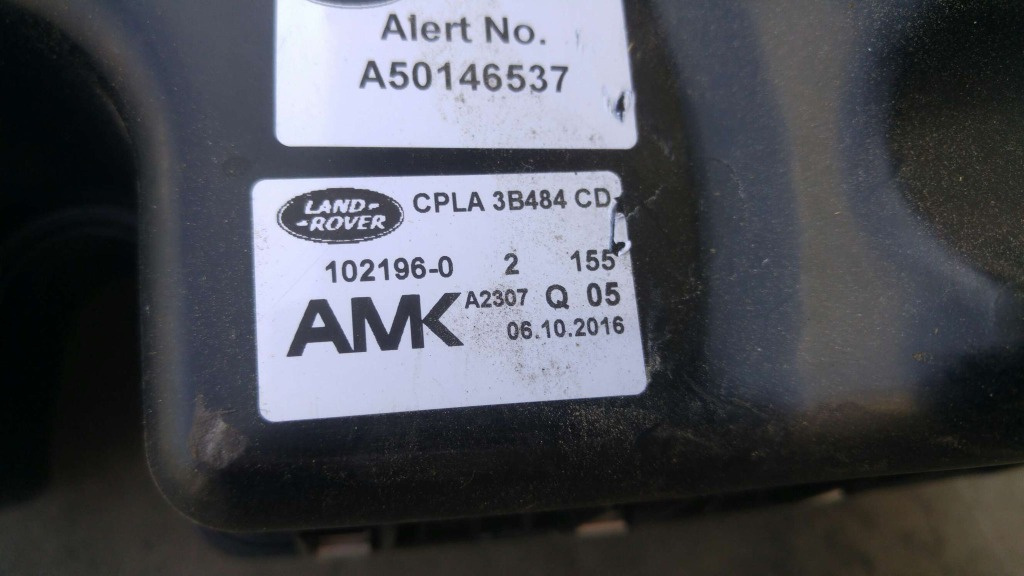 Alert No.
A50146537
LAND-
-ROVER
CPLA 3B484 CD
102196-0 2 155
AMK A2307 Q 05
06.10.2016